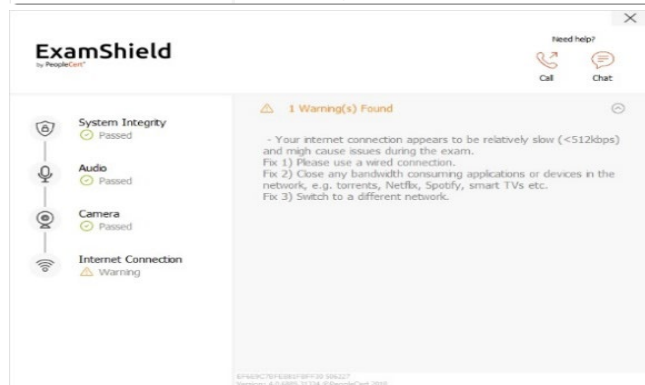 Need help?
ExamShield
by PeopleCert
Call
Chat
1 Warning(s) Found
System Integrity
Passed
- Your internet connection appears to be relatively slow (<512kbps)
and migh cause issues during the exam.
Fix 1) Please use a wired connection.
Fix 2) Close any bandwidth consuming applications or devices in the
network, e.g. torrents, Netflix, Spotify, smart TVs etc.
Fix 3) Switch to a different network.
Audio
Passed
Camera
Passed
Internet Connection
Warning